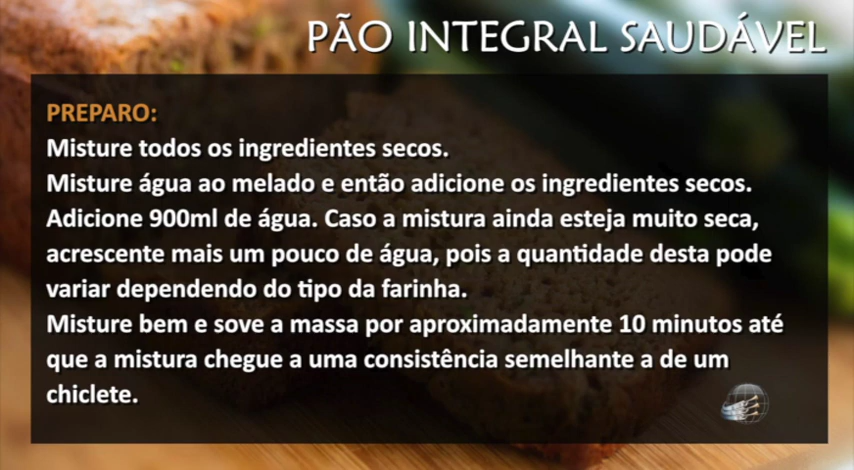 PÃO INTEGRAL SAUDÁVEL
PREPARO:
Misture todos os ingredientes secos.
Misture água ao melado e então adicione os ingredientes secos.
Adicione 900ml de água. Caso a mistura ainda esteja muito seca,
acrescente mais um pouco de água, pois a quantidade desta pode
variar dependendo do tipo da farinha.
Misture bem e sove a massa por aproximadamente 10 minutos até
que a mistura chegue a uma consistência semelhante a de um
chiclete.